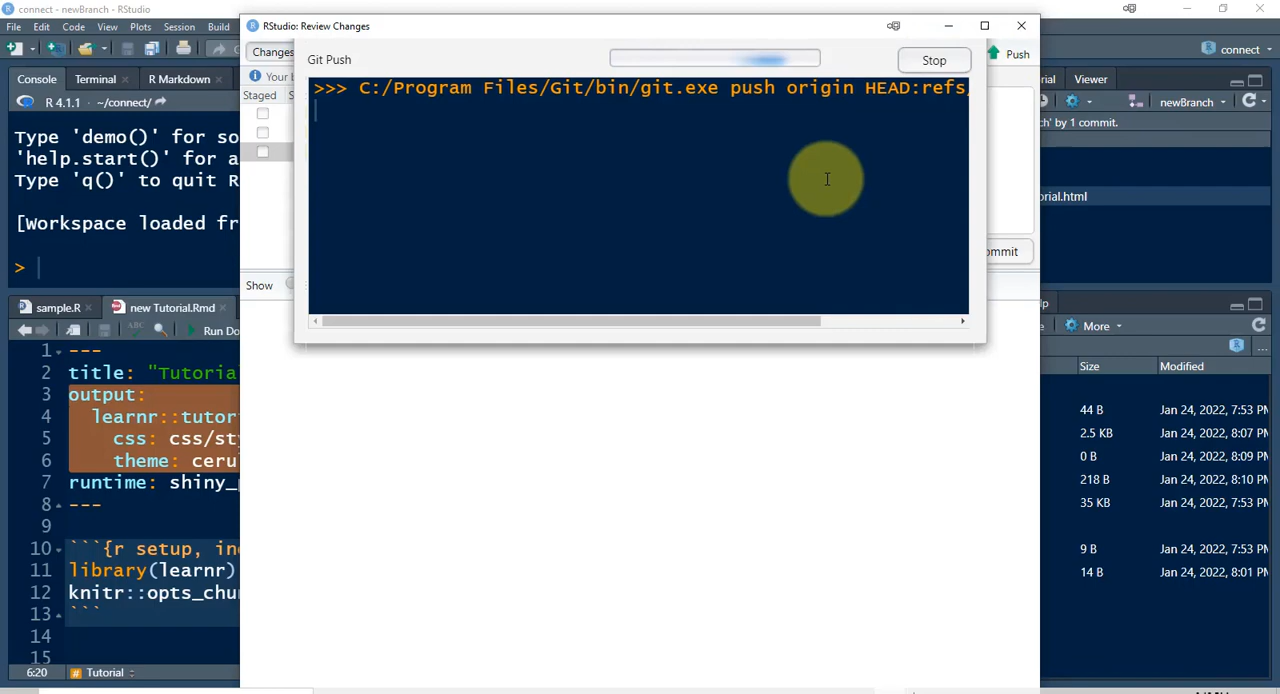 connect - newBranch - RStudio
File Edit Code View Plots Session Build
connect
Console Terminal R Markdown
R 4.1.1 · ~/connect/
Type 'demo()' for so
'help.start()' for a
Type 'q()' to quit R
[Workspace loaded fr
>
RStudio: Review Changes
Changes
Push
Your b
Staged S
Git Push
Stop
>>> C:/Program Files/Git/bin/git.exe push origin HEAD:refs/
ommit
Show
orial Viewer
newBranch
ch' by 1 commit.
orial.html
sample.R new Tutorial.Rmd
Run Do
1 ---
2 title: "Tutoria
3 output:
4 learnr::tutor
5 css: css/sty
6 theme: ceru
7 runtime: shiny_p
8 ---
9
10 ```{r setup, inc
11 library(learnr)
12 knitr::opts_chu
13 ```
14
15
6:20 Tutorial
lp
e More
Size Modified
44 B Jan 24, 2022, 7:53 PM
2.5 KB Jan 24, 2022, 8:07 PM
0 B Jan 24, 2022, 8:09 PM
218 B Jan 24, 2022, 8:10 PM
35 KB Jan 24, 2022, 7:53 PM
9 B Jan 24, 2022, 7:53 PM
14 B Jan 24, 2022, 8:01 PM